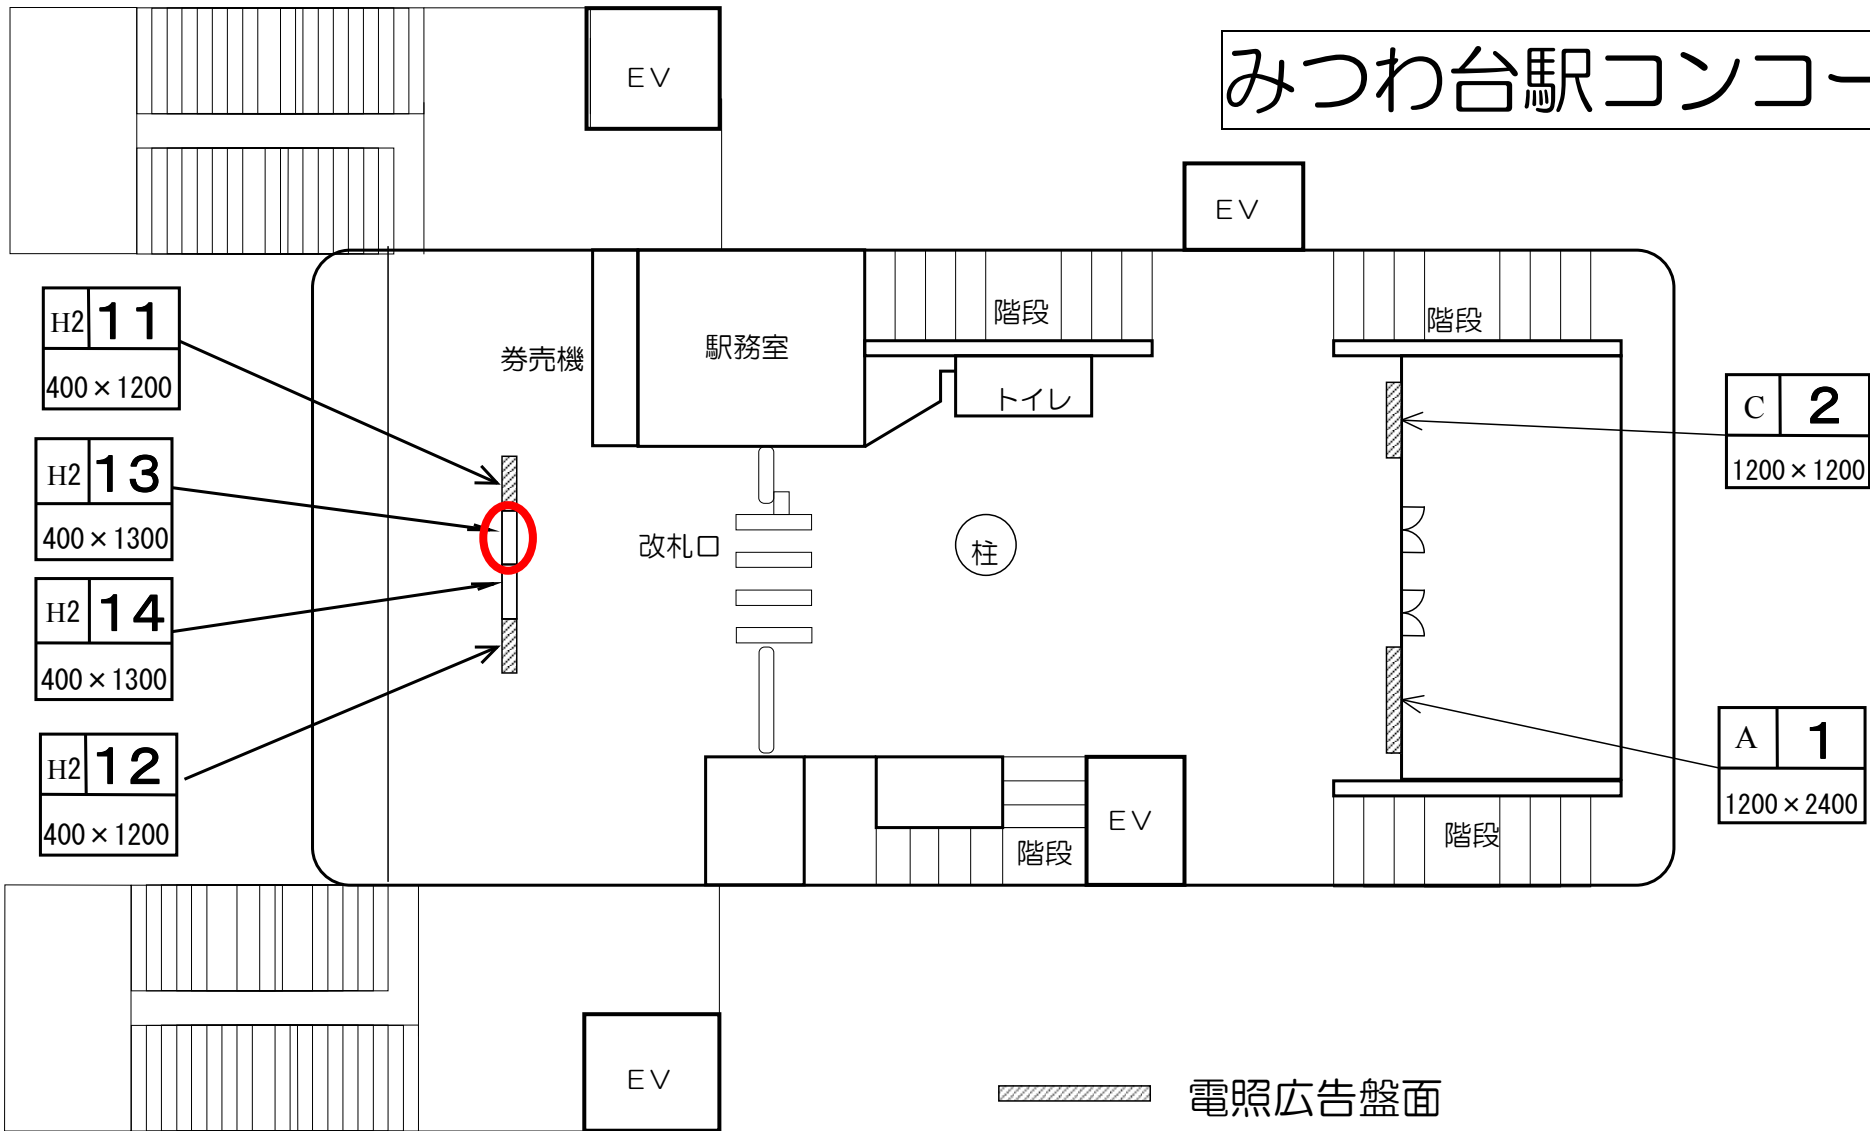 みつわ台駅コンコー
EV
EV
H2 11
400×1200
券売機
駅務室
階段
トイレ
階段
C 2
1200×1200
H2 13
400×1300
改札口
柱
H2 14
400×1300
H2 12
400×1200
A 1
1200×2400
階段
EV
階段
EV
電照広告盤面